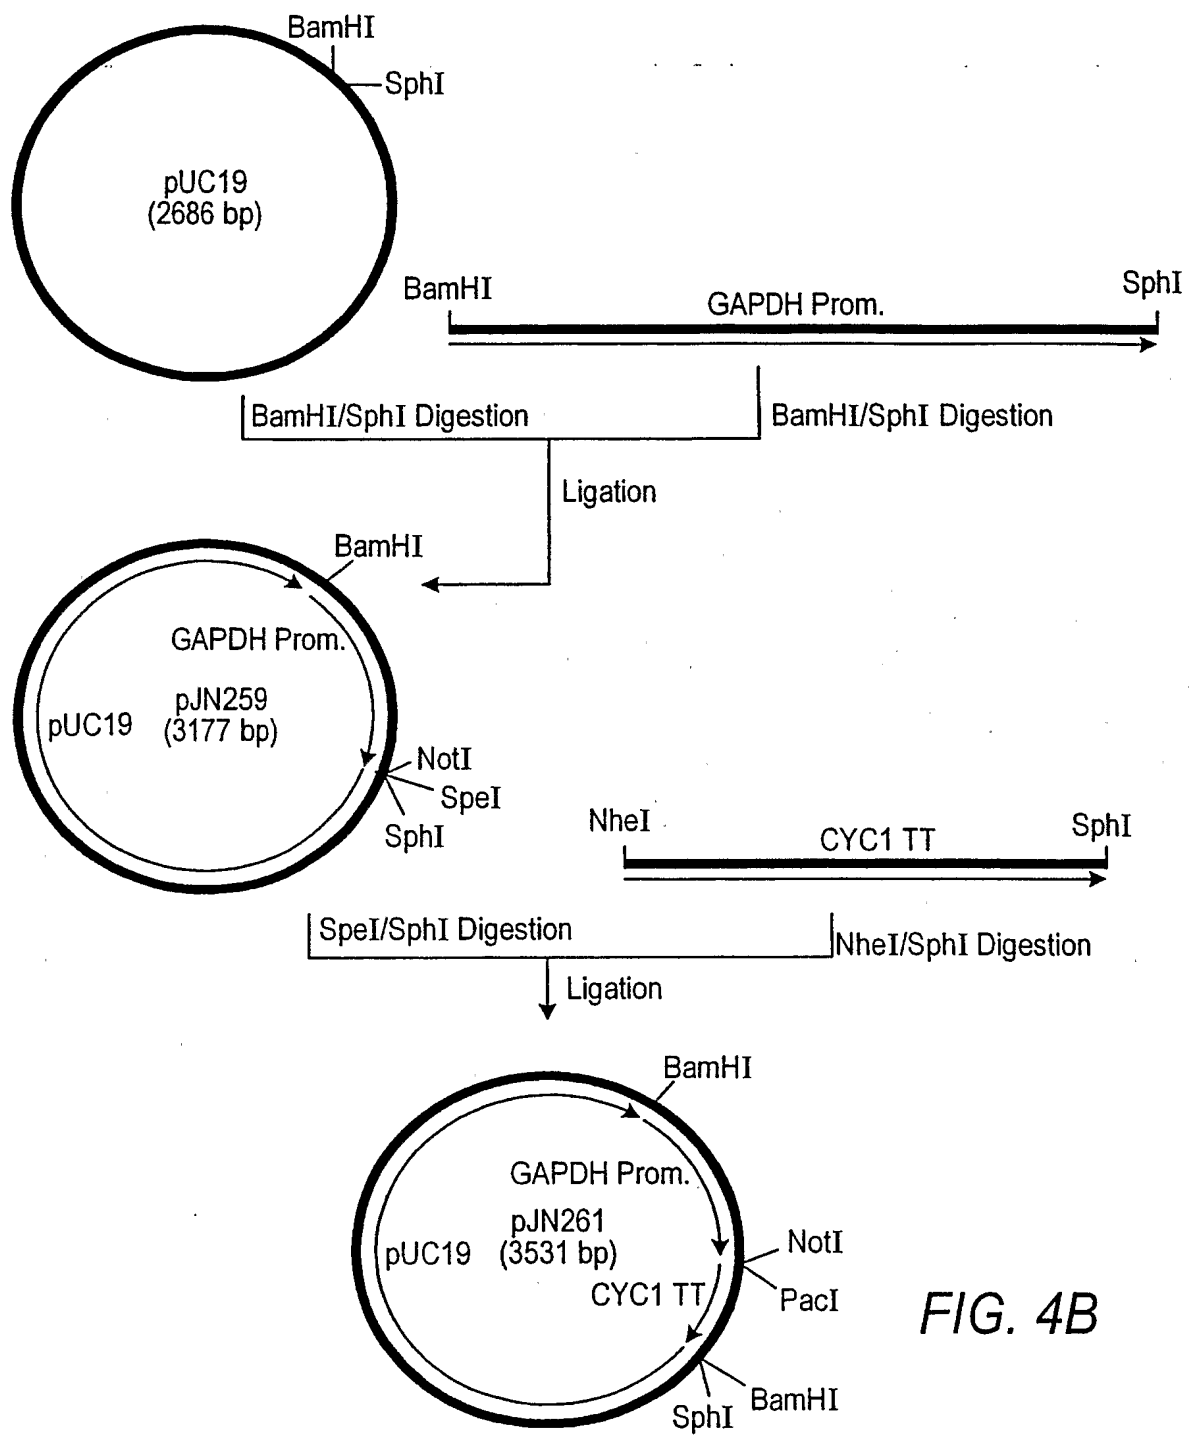 BamHI
SphI
pUC19
(2686 bp)
BamHI
GAPDH Prom.
SphI
BamHI/SphI Digestion
BamHI/SphI Digestion
Ligation
BamHI
GAPDH Prom.
pUC19
pJN259
(3177 bp)
NotI
SpeI
SphI
NheI
CYC1 TT
SphI
SpeI/SphI Digestion
NheI/SphI Digestion
Ligation
BamHI
GAPDH Prom.
pUC19
pJN261
(3531 bp)
CYC1 TT
NotI
PacI
BamHI
SphI
FIG. 4B